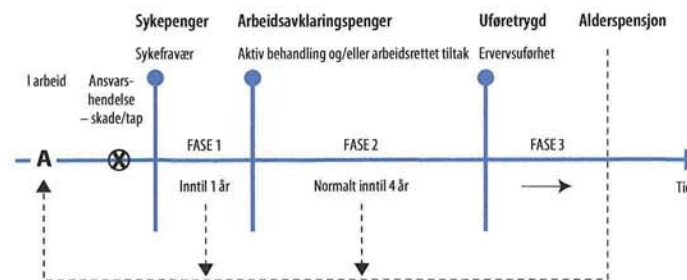 Sykepenger
Arbeidsavklaringspenger
Uføretrygd
Alderspensjon
Sykefravær
Aktiv behandling og/eller arbeidsrettet tiltak
Ervervsuførhet
I arbeid
Ansvars-
hendelse
– skade/tap
FASE 1
FASE 2
FASE 3
A
X
Inntil 1 år
Normalt inntil 4 år